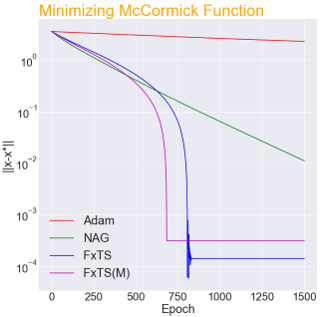 Minimizing McCormick Function
||x-x*||
10⁰
10⁻¹
10⁻²
10⁻³
10⁻⁴
Adam
NAG
FxTS
FxTS(M)
0 250 500 750 1000 1250 1500
Epoch